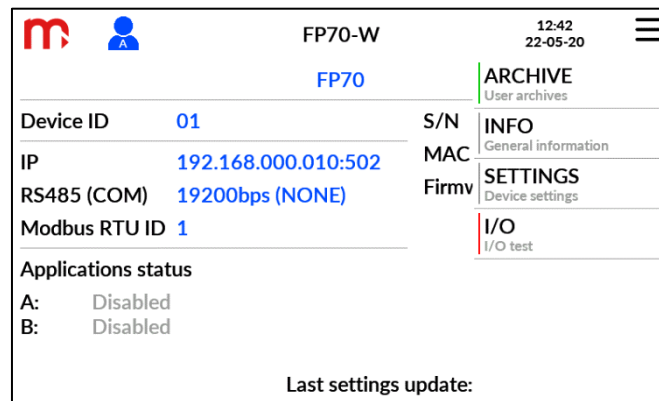 m
A
FP70-W
12:42
22-05-20
FP70
Device ID 01
S/N
IP 192.168.000.010:502
MAC
RS485 (COM) 19200bps (NONE)
Firmw
Modbus RTU ID 1
ARCHIVE
User archives
INFO
General information
SETTINGS
Device settings
I/O
I/O test
Applications status
A: Disabled
B: Disabled
Last settings update: